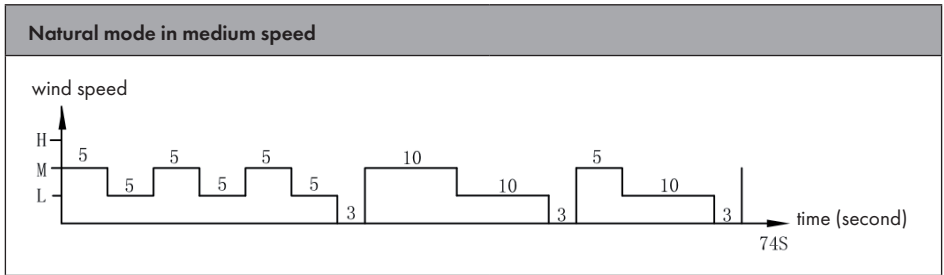 Natural mode in medium speed
wind speed
H
5 5 5 10 5
M
5 5 5 10 10
L
3 3 3
time (second)
74S